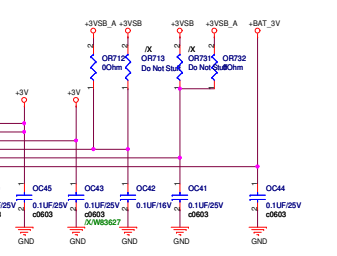 +3VSB_A +3VSB +3VSB +3VSB_A +BAT_3V
/X /X
OR712 OR713 OR731 OR732
0Ohm Do Not Stuff Do Not Stuff 0Ohm
2 2 2 2
1 1 1 1
+3V +3V
1 1 1 1 1
OC45 OC43 OC42 OC41 OC44
/25V 0.1UF/25V 0.1UF/25V 0.1UF/16V 0.1UF/25V 0.1UF/25V
c0603 c0603 c0603 c0603
2 2 2 2 2
/X/W83627
GND GND GND GND GND